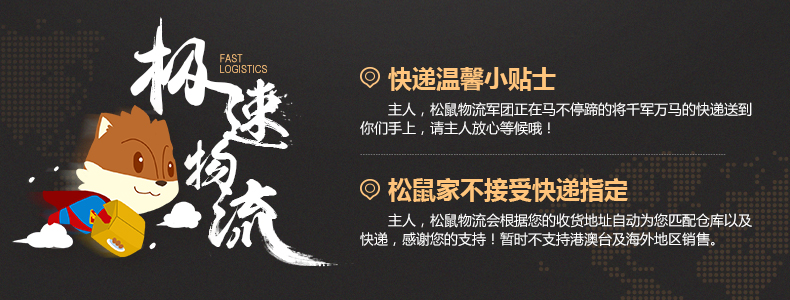 极速物流
FAST
LOGISTICS
快递温馨小贴士
主人，松鼠物流军团正在马不停蹄的将千军万马的快递送到
你们手上，请主人放心等候哦！
松鼠家不接受快递指定
主人，松鼠物流会根据您的收货地址自动为您匹配仓库以及
快递，感谢您的支持！暂时不支持港澳台及海外地区销售。